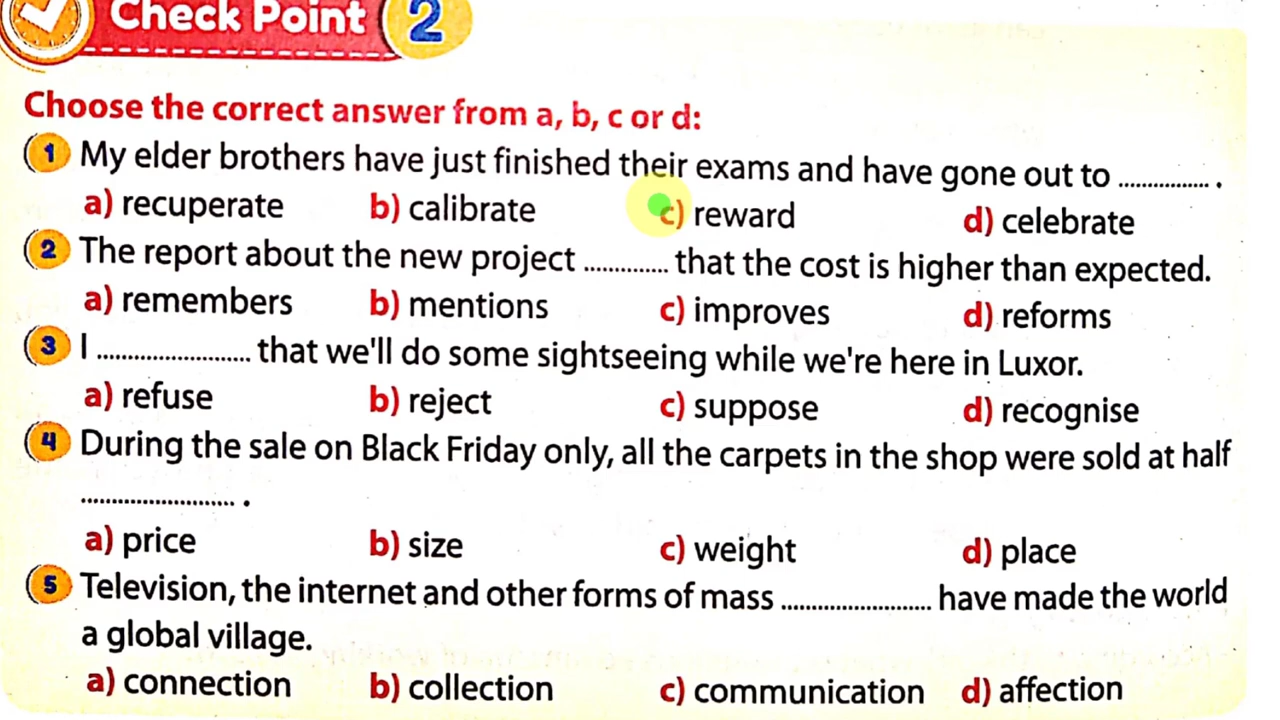 Check Point 2
Choose the correct answer from a, b, c or d:
1 My elder brothers have just finished their exams and have gone out to ............... .
a) recuperate b) calibrate c) reward d) celebrate
2 The report about the new project ............. that the cost is higher than expected.
a) remembers b) mentions c) improves d) reforms
3 I ......................... that we'll do some sightseeing while we're here in Luxor.
a) refuse b) reject c) suppose d) recognise
4 During the sale on Black Friday only, all the carpets in the shop were sold at half
......................... .
a) price b) size c) weight d) place
5 Television, the internet and other forms of mass ........................ have made the world
a global village.
a) connection b) collection c) communication d) affection